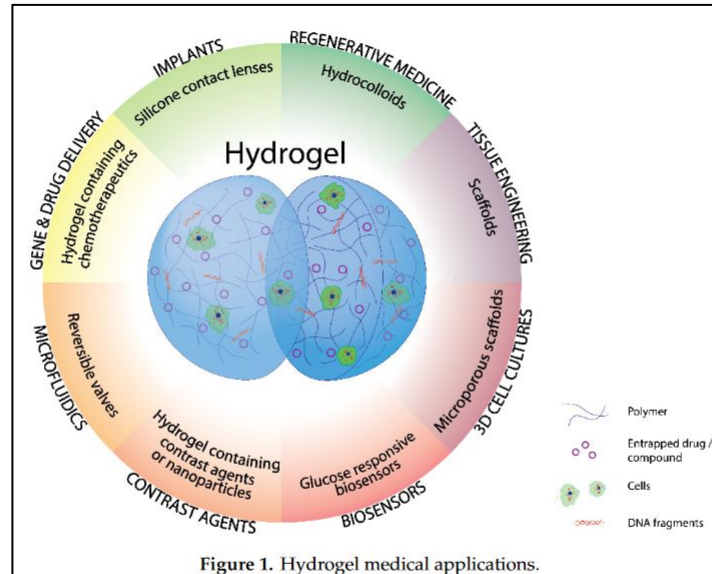 IMPLANTS
Silicone contact lenses
REGENERATIVE MEDICINE
Hydrocolloids
TISSUE ENGINEERING
Scaffolds
3D CELL CULTURES
Microporous scaffolds
BIOSENSORS
Glucose responsive
biosensors
CONTRAST AGENTS
Hydrogel containing
contrast agents
or nanoparticles
MICROFLUIDICS
Reversible valves
GENE & DRUG DELIVERY
Hydrogel containing
chemotherapeutics
Hydrogel
Polymer
Entrapped drug /
compound
Cells
DNA fragments
Figure 1. Hydrogel medical applications.